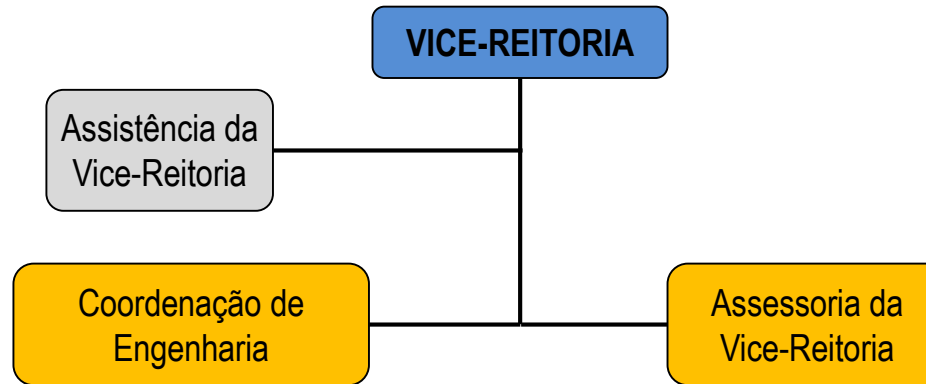 VICE-REITORIA
Assistência da
Vice-Reitoria
Coordenação de
Engenharia
Assessoria da
Vice-Reitoria